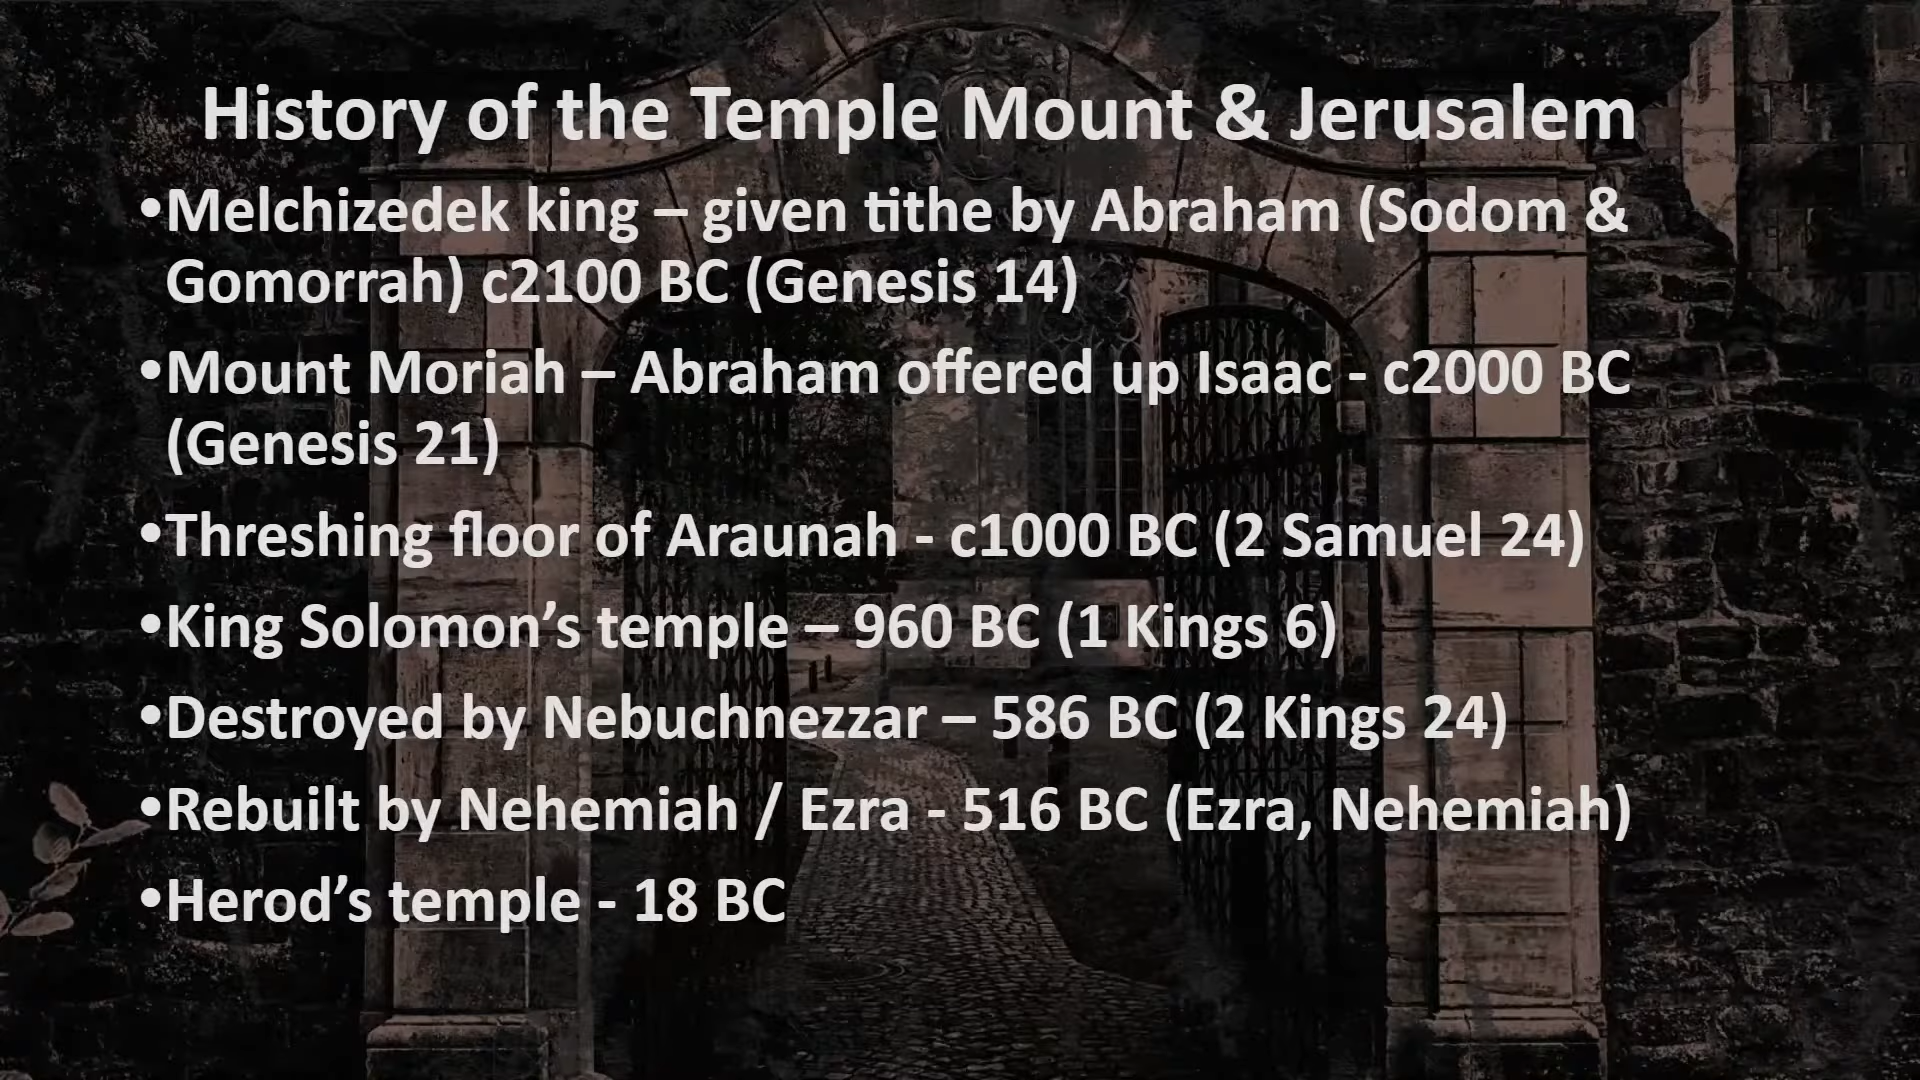 History of the Temple Mount & Jerusalem
•Melchizedek king – given tithe by Abraham (Sodom &
Gomorrah) c2100 BC (Genesis 14)
•Mount Moriah – Abraham offered up Isaac - c2000 BC
(Genesis 21)
•Threshing floor of Araunah - c1000 BC (2 Samuel 24)
•King Solomon’s temple – 960 BC (1 Kings 6)
•Destroyed by Nebuchnezzar – 586 BC (2 Kings 24)
•Rebuilt by Nehemiah / Ezra - 516 BC (Ezra, Nehemiah)
•Herod’s temple - 18 BC